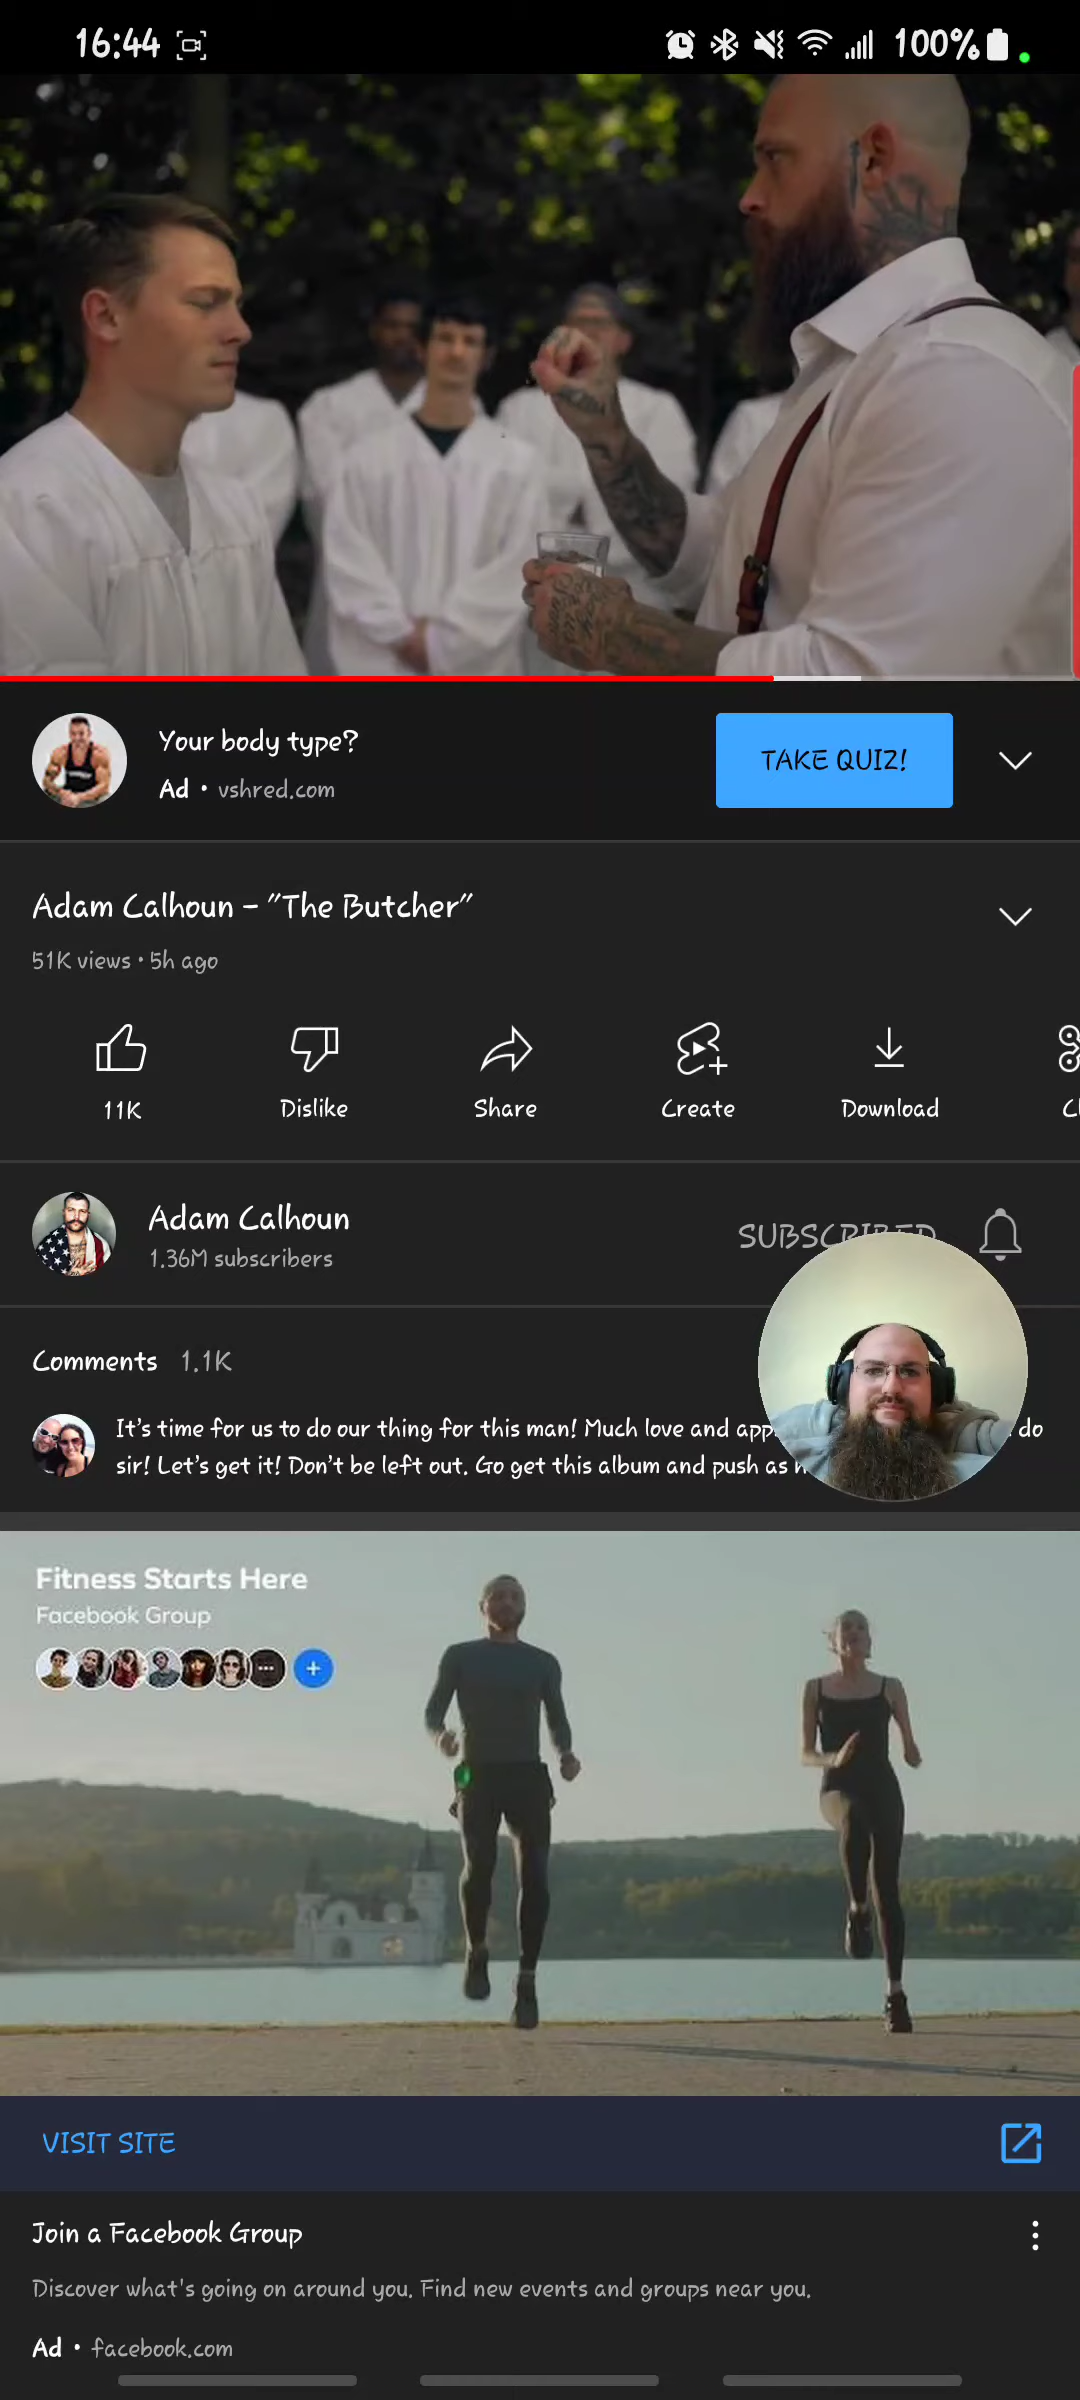 16:44
100%
Your body type?
Ad • vshred.com
TAKE QUIZ!
Adam Calhoun - "The Butcher"
51K views • 5h ago
11K
Dislike
Share
Create
Download
Adam Calhoun
1.36M subscribers
SUBSCRIBED
Comments 1.1K
It's time for us to do our thing for this man! Much love and do
sir! Let's get it! Don't be left out. Go get this album and push as
Fitness Starts Here
Facebook Group
VISIT SITE
Join a Facebook Group
Discover what's going on around you. Find new events and groups near you.
Ad • facebook.com